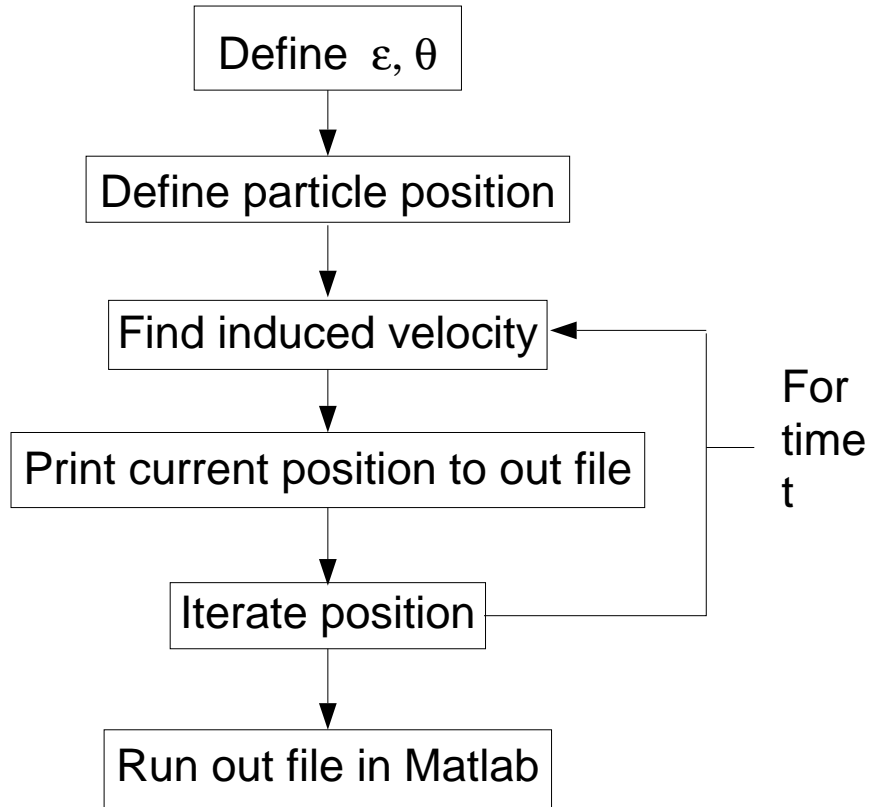 Define ε, θ
Define particle position
Find induced velocity
Print current position to out file
Iterate position
Run out file in Matlab
For
time
t